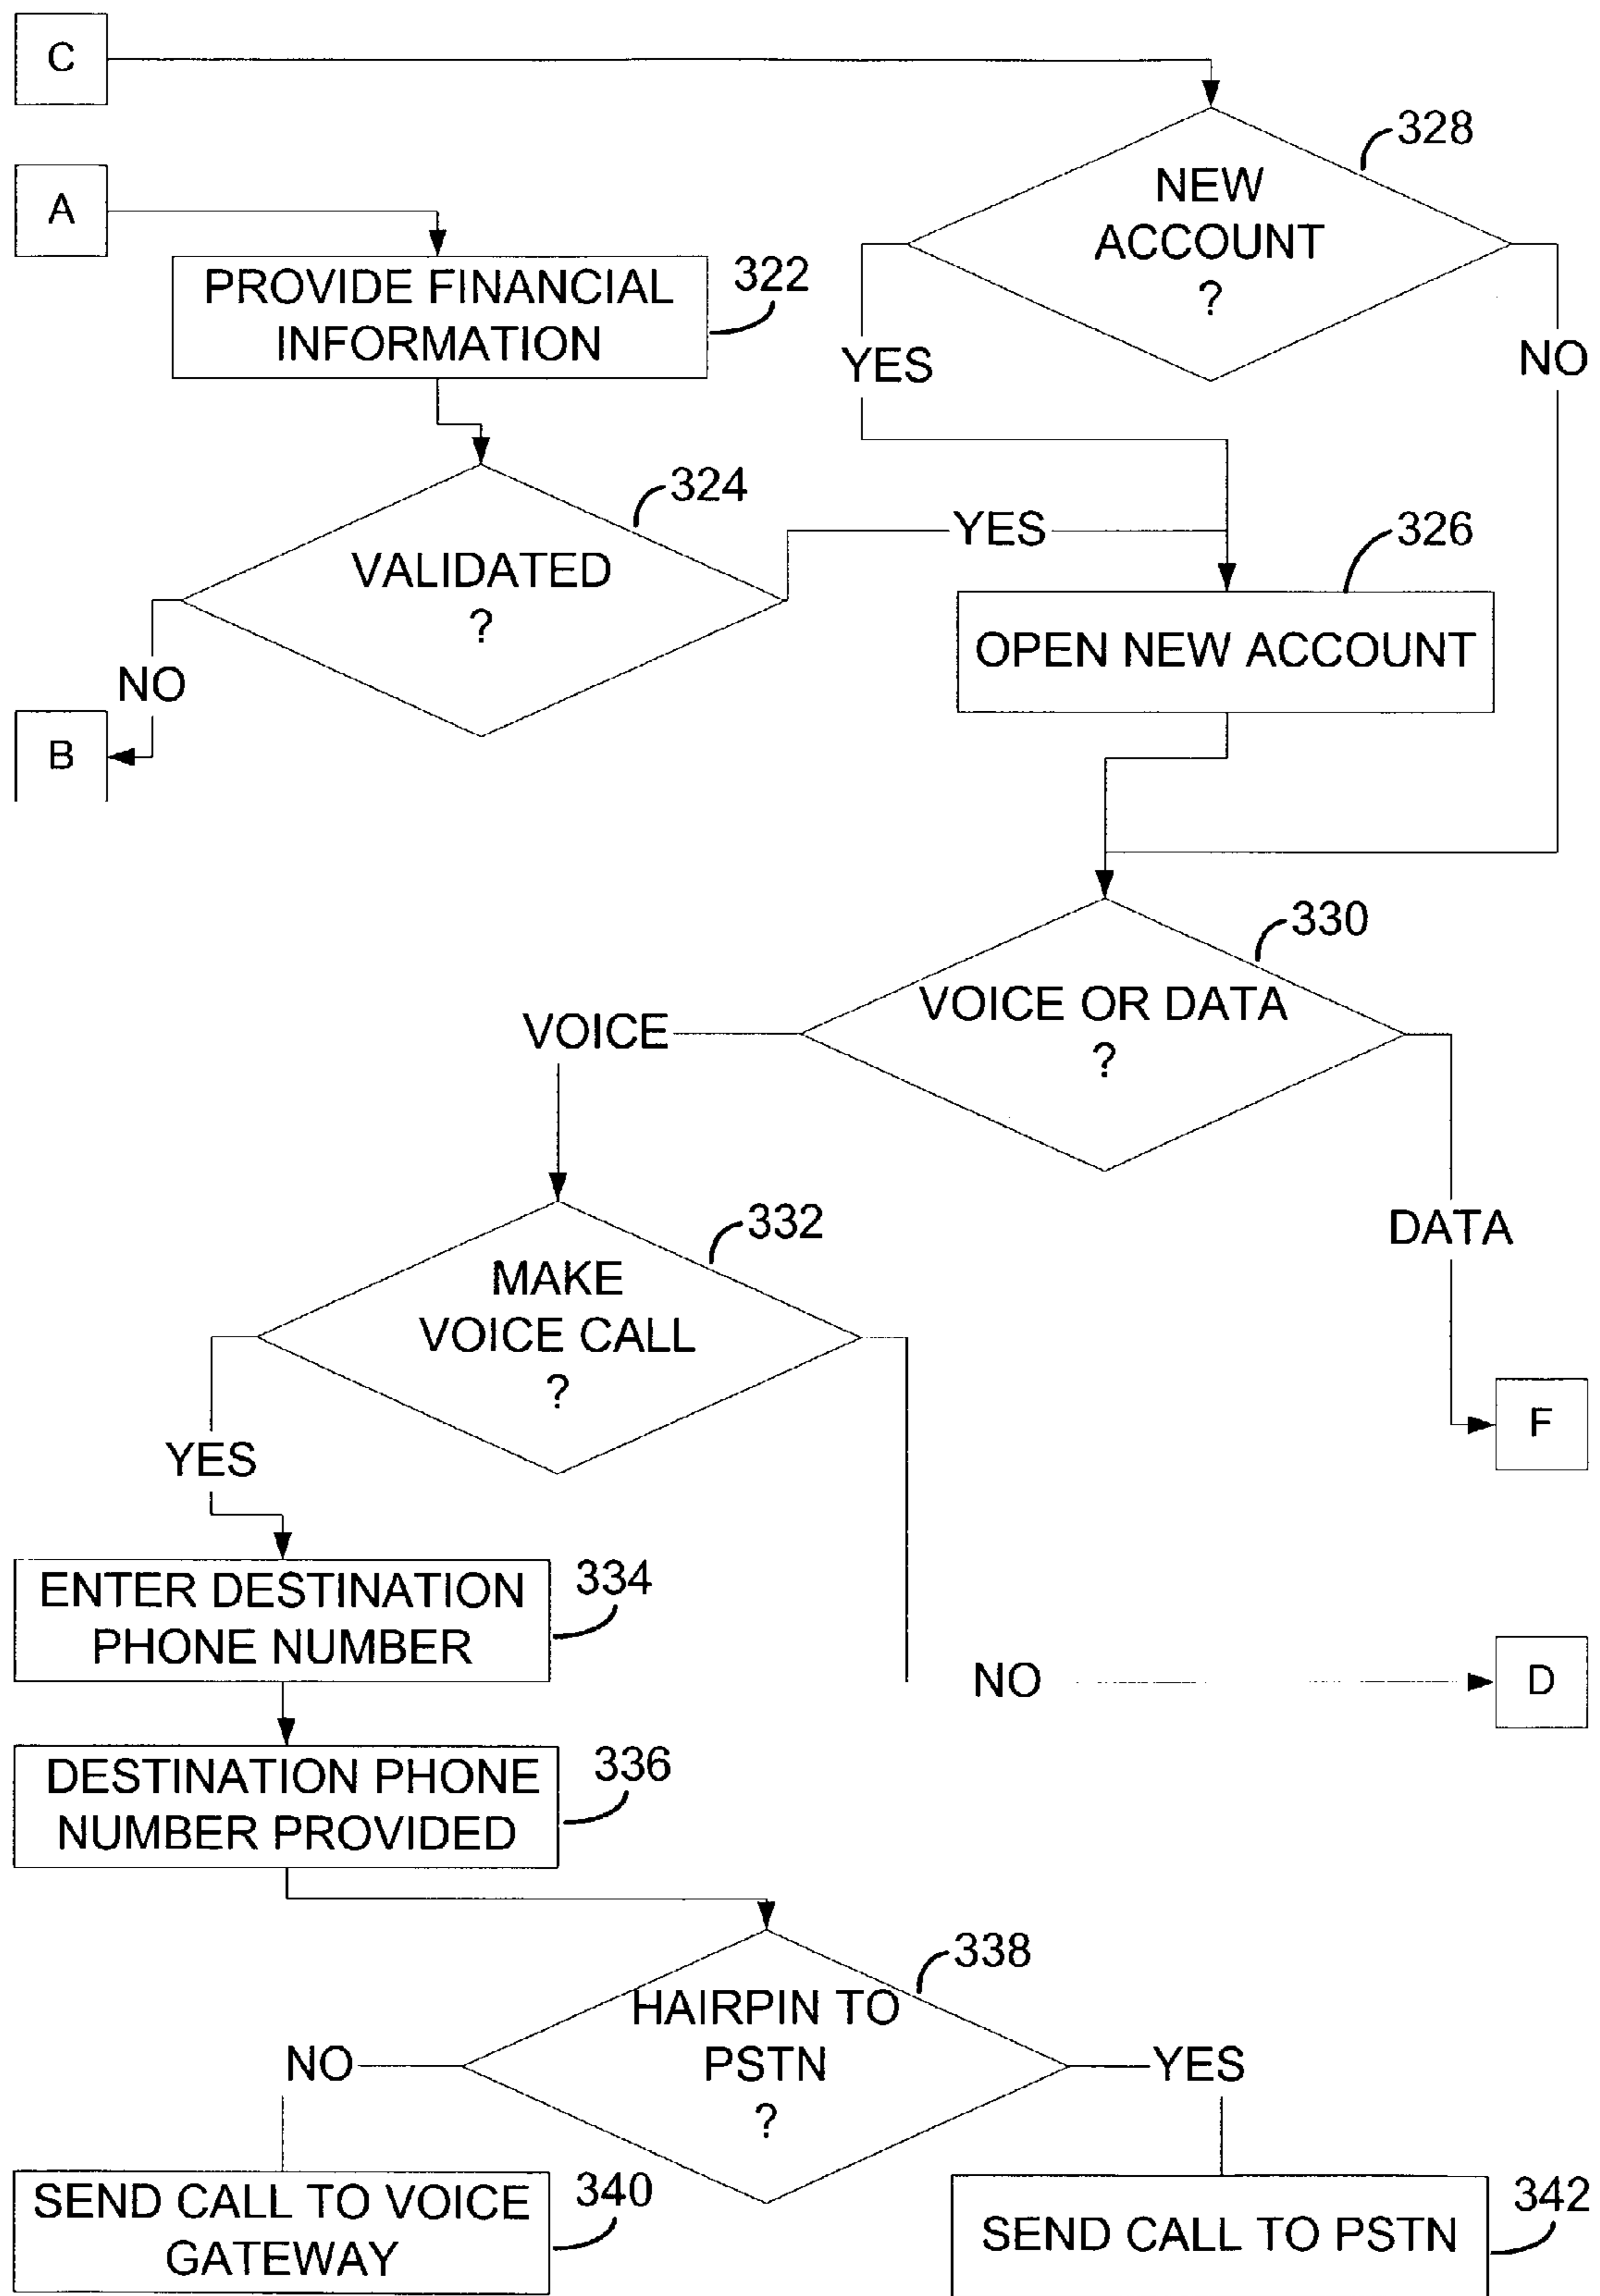 C
328
NEW
ACCOUNT
?
A
PROVIDE FINANCIAL
INFORMATION
322
YES
NO
324
VALIDATED
?
YES
326
OPEN NEW ACCOUNT
NO
B
330
VOICE OR DATA
?
VOICE
DATA
332
MAKE
VOICE CALL
?
F
YES
ENTER DESTINATION
PHONE NUMBER
334
NO
D
DESTINATION PHONE
NUMBER PROVIDED
336
338
HAIRPIN TO
PSTN
?
NO
YES
SEND CALL TO VOICE
GATEWAY
340
SEND CALL TO PSTN
342